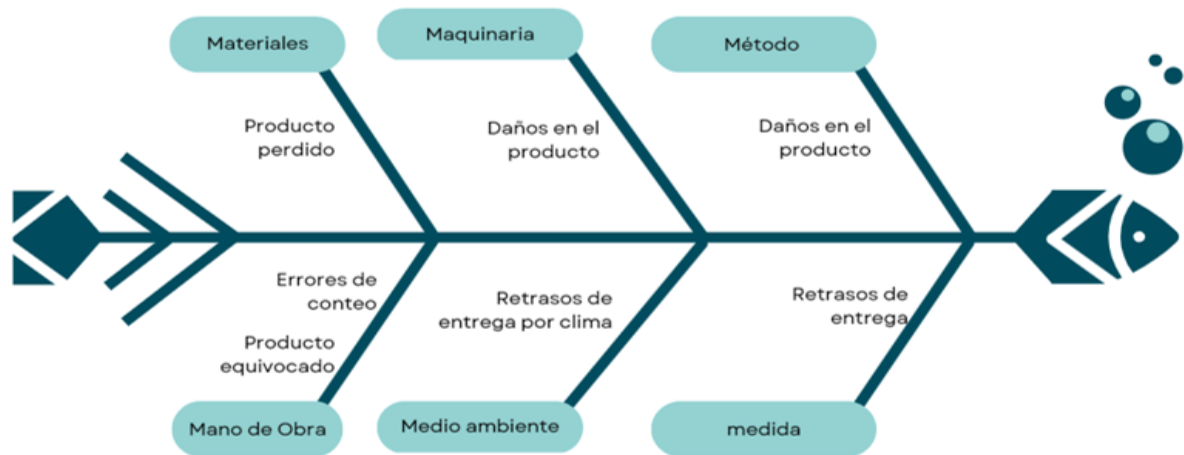 Materiales
Maquinaria
Método
Producto
perdido
Daños en el
producto
Daños en el
producto
Errores de
conteo
Producto
equivocado
Retrasos de
entrega por clima
Retrasos de
entrega
Mano de Obra
Medio ambiente
medida